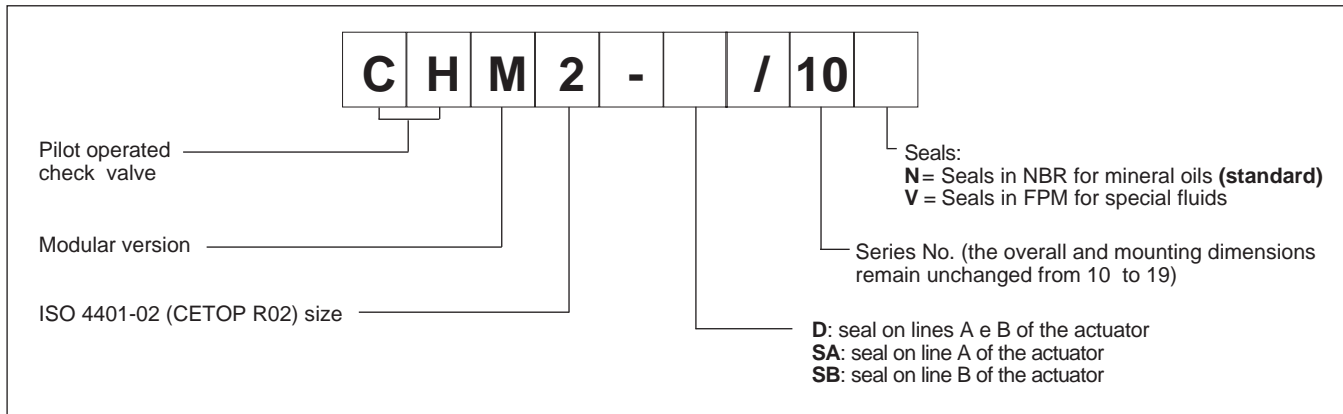 C H M 2 - / 10
Pilot operated
check valve
Modular version
ISO 4401-02 (CETOP R02) size
Seals:
N = Seals in NBR for mineral oils (standard)
V = Seals in FPM for special fluids
Series No. (the overall and mounting dimensions
remain unchanged from 10 to 19)
D: seal on lines A e B of the actuator
SA: seal on line A of the actuator
SB: seal on line B of the actuator